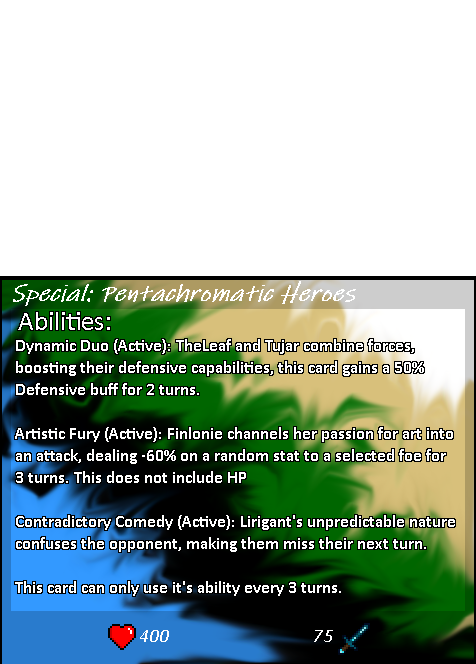 Special: Pentachromatic Heroes
Abilities:
Dynamic Duo (Active): TheLeaf and Tujar combine forces,
boosting their defensive capabilities, this card gains a 50%
Defensive buff for 2 turns.
Artistic Fury (Active): Finlonie channels her passion for art into
an attack, dealing -60% on a random stat to a selected foe for
3 turns. This does not include HP
Contradictory Comedy (Active): Lirigant's unpredictable nature
confuses the opponent, making them miss their next turn.
This card can only use it's ability every 3 turns.
400 75